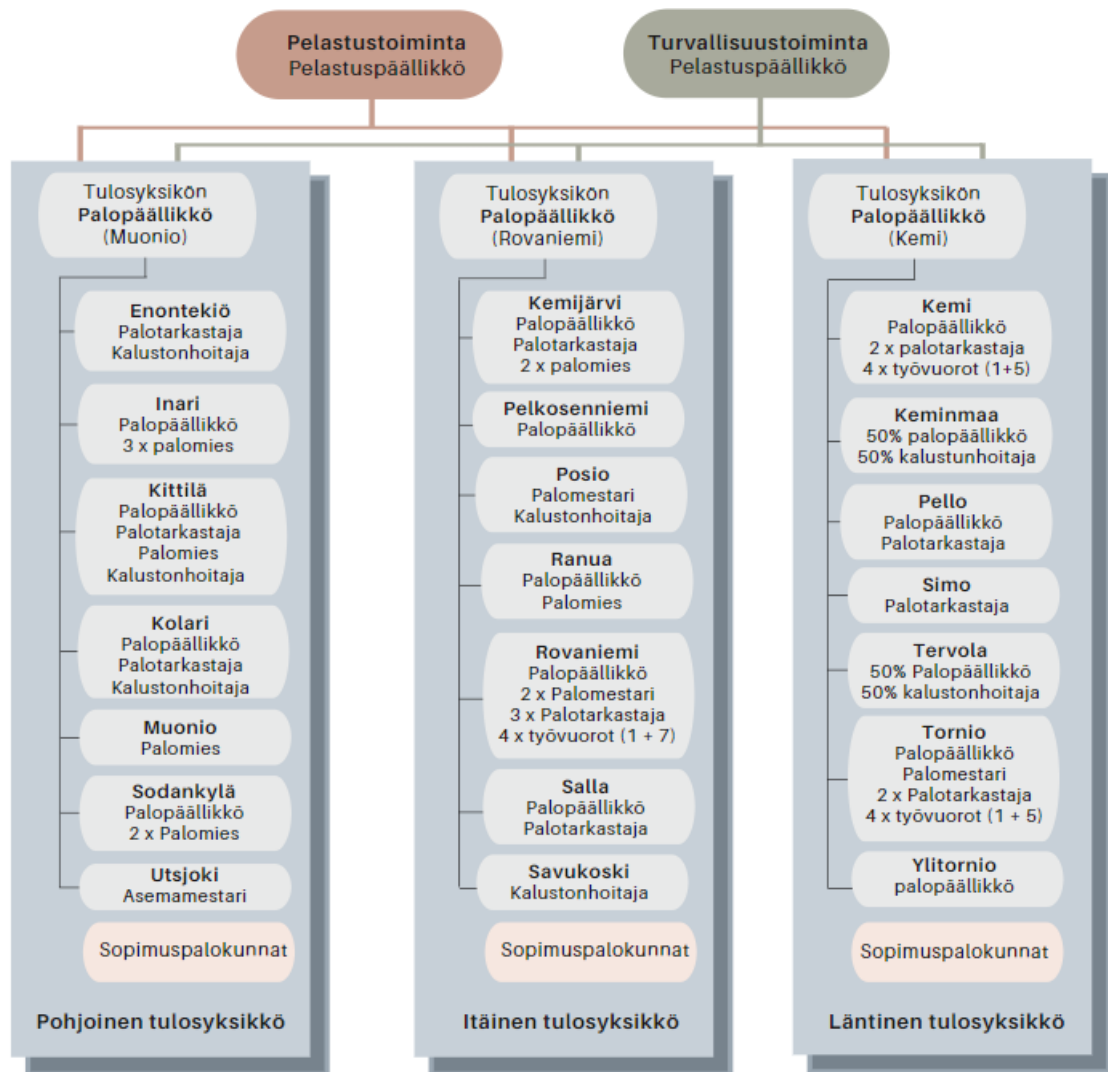 Pelastustoiminta
Pelastuspäällikkö
Turvallisuustoiminta
Pelastuspäällikkö
Tulosyksikön
Palopäällikkö
(Muonio)
Enontekiö
Palotarkastaja
Kalustonhoitaja
Inari
Palopäällikkö
3 x palomies
Kittilä
Palopäällikkö
Palotarkastaja
Palomies
Kalustonhoitaja
Kolari
Palopäällikkö
Palotarkastaja
Kalustonhoitaja
Muonio
Palomies
Sodankylä
Palopäällikkö
2 x Palomies
Utsjoki
Asemamestari
Sopimuspalokunnat
Pohjoinen tulosyksikkö
Tulosyksikön
Palopäällikkö
(Rovaniemi)
Kemijärvi
Palopäällikkö
Palotarkastaja
2 x palomies
Pelkosenniemi
Palopäällikkö
Posio
Palomestari
Kalustonhoitaja
Ranua
Palopäällikkö
Palomies
Rovaniemi
Palopäällikkö
2 x Palomestari
3 x Palotarkastaja
4 x työvuorot (1 + 7)
Salla
Palopäällikkö
Palotarkastaja
Savukoski
Kalustonhoitaja
Sopimuspalokunnat
Itäinen tulosyksikkö
Tulosyksikön
Palopäällikkö
(Kemi)
Kemi
Palopäällikkö
2 x palotarkastaja
4 x työvuorot (1+5)
Keminmaa
50% palopäällikkö
50% kalustunhoitaja
Pello
Palopäällikkö
Palotarkastaja
Simo
Palotarkastaja
Tervola
50% Palopäällikkö
50% kalustonhoitaja
Tornio
Palopäällikkö
Palomestari
2 x Palotarkastaja
4 x työvuorot (1 + 5)
Ylitornio
palopäällikkö
Sopimuspalokunnat
Läntinen tulosyksikkö